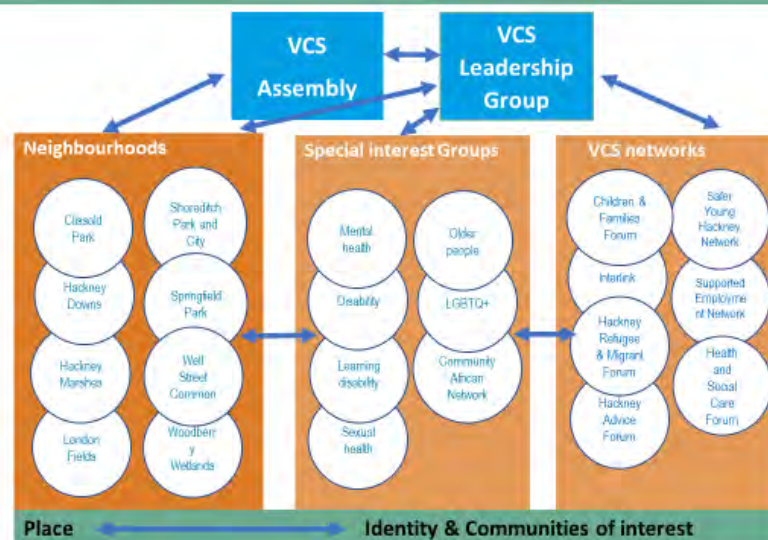 VCS
Assembly
VCS
Leadership
Group
Neighbourhoods
Clissold
Park
Shoreditch
Park and
City
Hackney
Downs
Springfield
Park
Hackney
Marshes
Well
Street
Common
London
Fields
Woodberr
y
Wetlands
Special interest Groups
Mental
health
Older
people
Disability
LGBTQ+
Learning
disability
Community
African
Network
Sexual
health
VCS networks
Children &
Families
Forum
Safer
Young
Hackney
Network
Interlink
Supported
Employme
nt Network
Hackney
Refugee
& Migrant
Forum
Health
and
Social
Care
Forum
Hackney
Advice
Forum
Place
Identity & Communities of interest